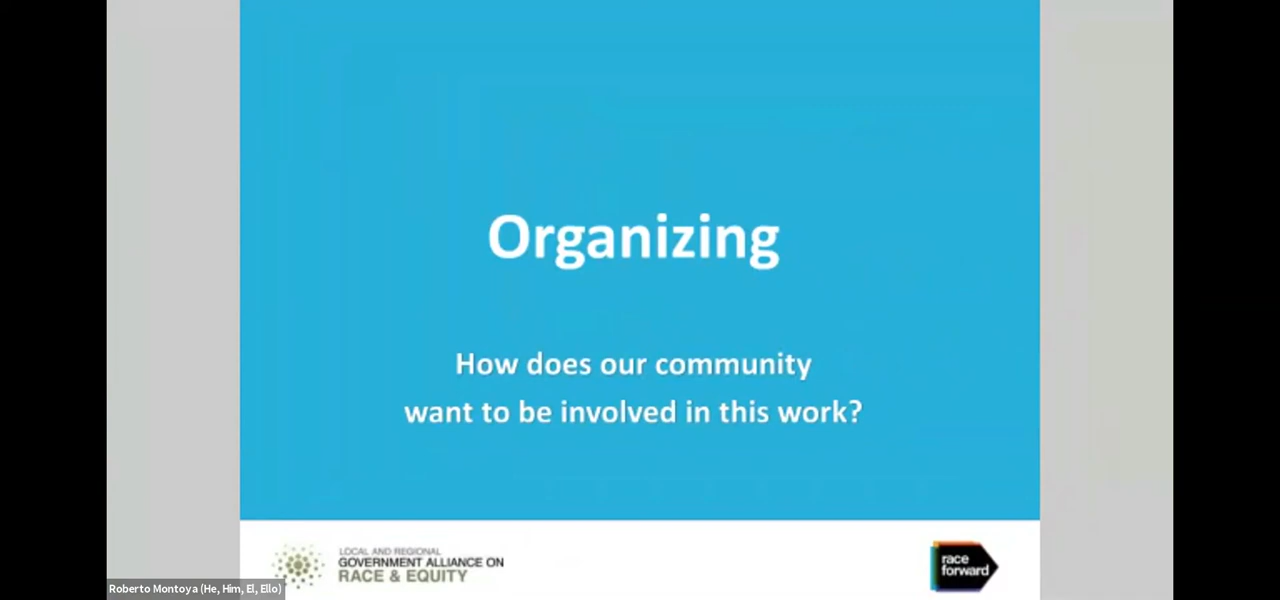 Organizing
How does our community
want to be involved in this work?
LOCAL AND REGIONAL
GOVERNMENT ALLIANCE ON
RACE & EQUITY
race
forward
Roberto Montoya (He, Him, El, Ello)